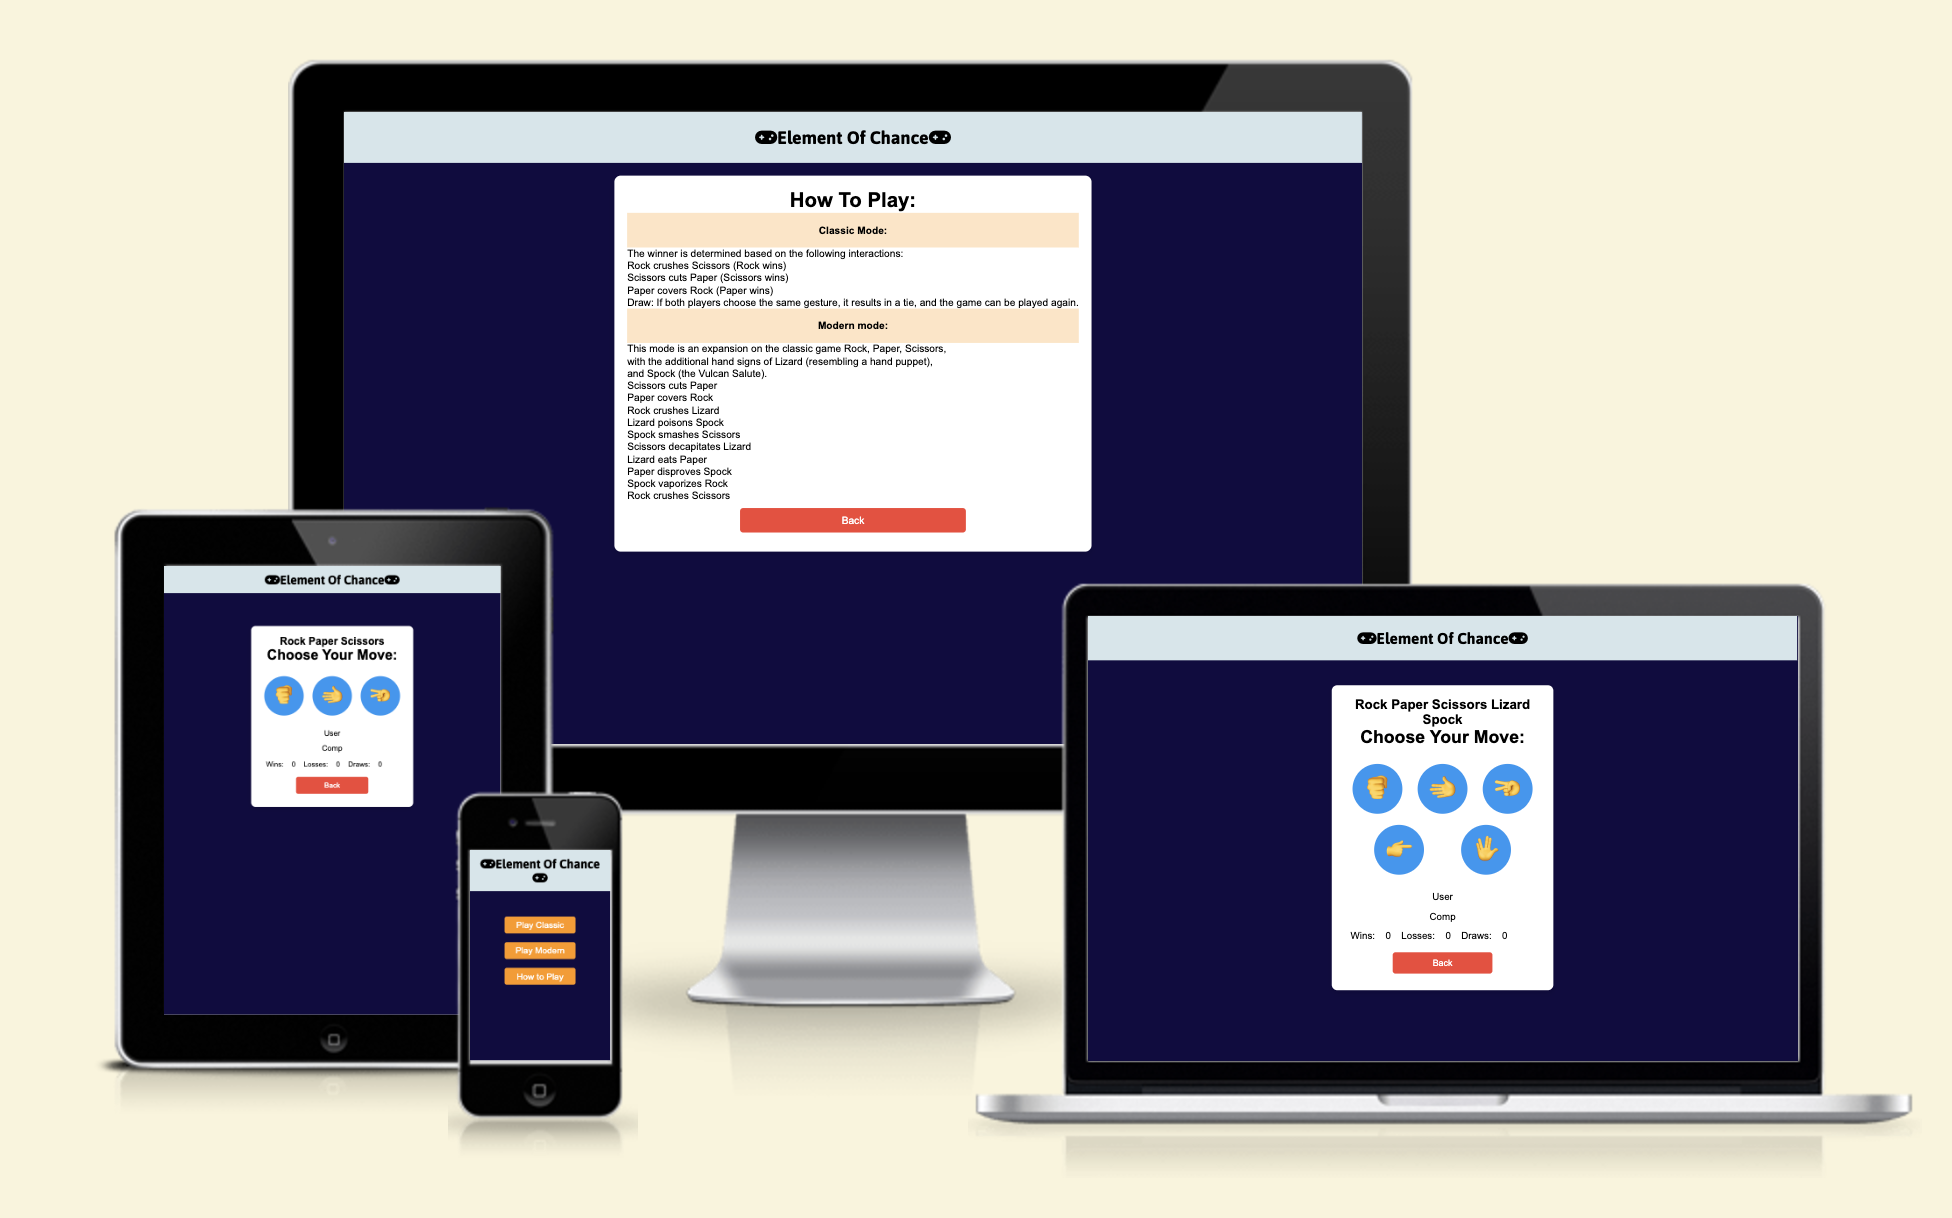 Element Of Chance
How To Play:
Classic Mode:
The winner is determined based on the following interactions:
Rock crushes Scissors (Rock wins)
Scissors cuts Paper (Scissors wins)
Paper covers Rock (Paper wins)
Draw: If both players choose the same gesture, it results in a tie, and the game can be played again.
Modern mode:
This mode is an expansion on the classic game Rock, Paper, Scissors,
with the additional hand signs of Lizard (resembling a hand puppet),
and Spock (the Vulcan Salute).
Scissors cuts Paper
Paper covers Rock
Rock crushes Lizard
Lizard poisons Spock
Spock smashes Scissors
Scissors decapitates Lizard
Lizard eats Paper
Paper disproves Spock
Spock vaporizes Rock
Rock crushes Scissors
Back
Element Of Chance
Rock Paper Scissors
Choose Your Move:
User
Comp
Wins: 0 Losses: 0 Draws: 0
Back
Element Of Chance
Play Classic
Play Modern
How to Play
Element Of Chance
Rock Paper Scissors Lizard
Spock
Choose Your Move:
User
Comp
Wins: 0 Losses: 0 Draws: 0
Back